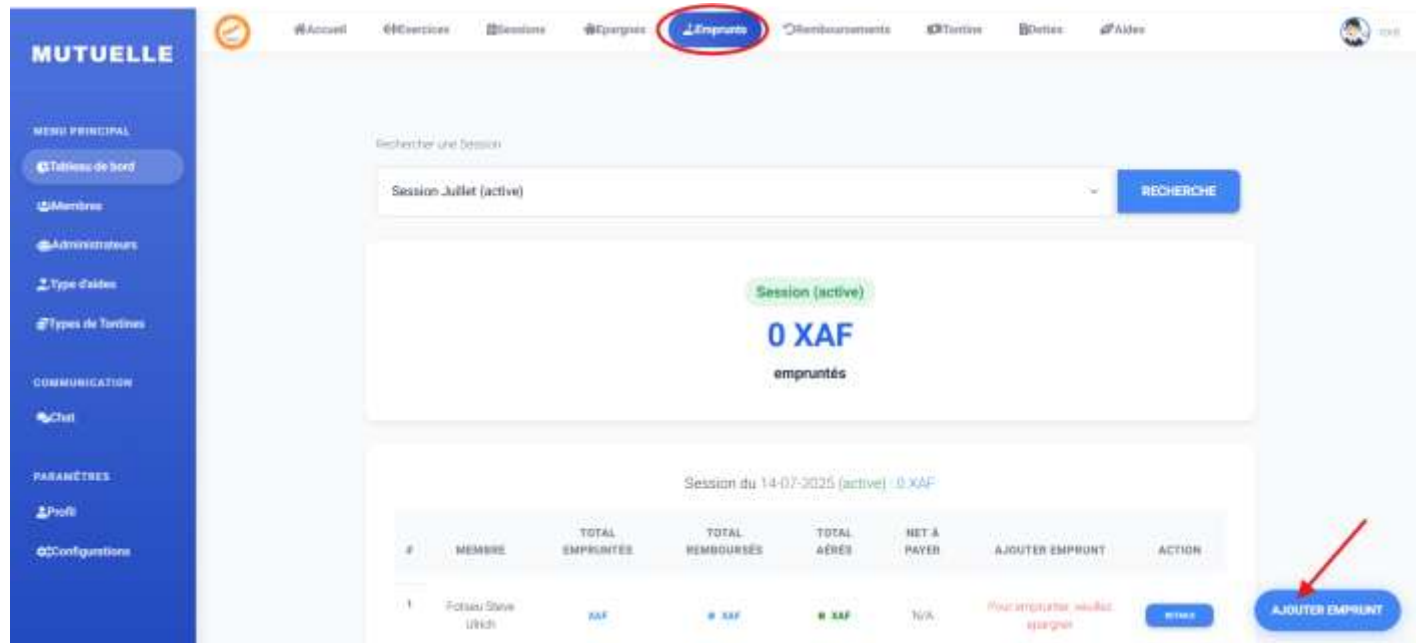 MUTUELLE
MENU PRINCIPAL
Tableau de bord
Membres
Administrateurs
Type d'aides
Types de Tontines
COMMUNICATION
Chat
PARAMÈTRES
Profil
Configurations
Accueil Exercices Sessions Epargnes Emprunts Remboursements Tontine Dettes Aides
Rechercher une Session
Session Juillet (active)
RECHERCHE
Session (active)
0 XAF
empruntés
Session du 14-07-2025 (active) : 0 XAF
# MEMBRE TOTAL EMPRUNTÉS TOTAL REMBOURSÉS TOTAL AÉRÉS NET À PAYER AJOUTER EMPRUNT ACTION
1 Steve Ulrich XAF 0 XAF 0 XAF N/A Pour emprunter, veuillez épargner
AJOUTER EMPRUNT